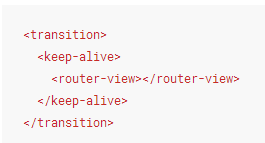 <transition>
  <keep-alive>
    <router-view></router-view>
  </keep-alive>
</transition>